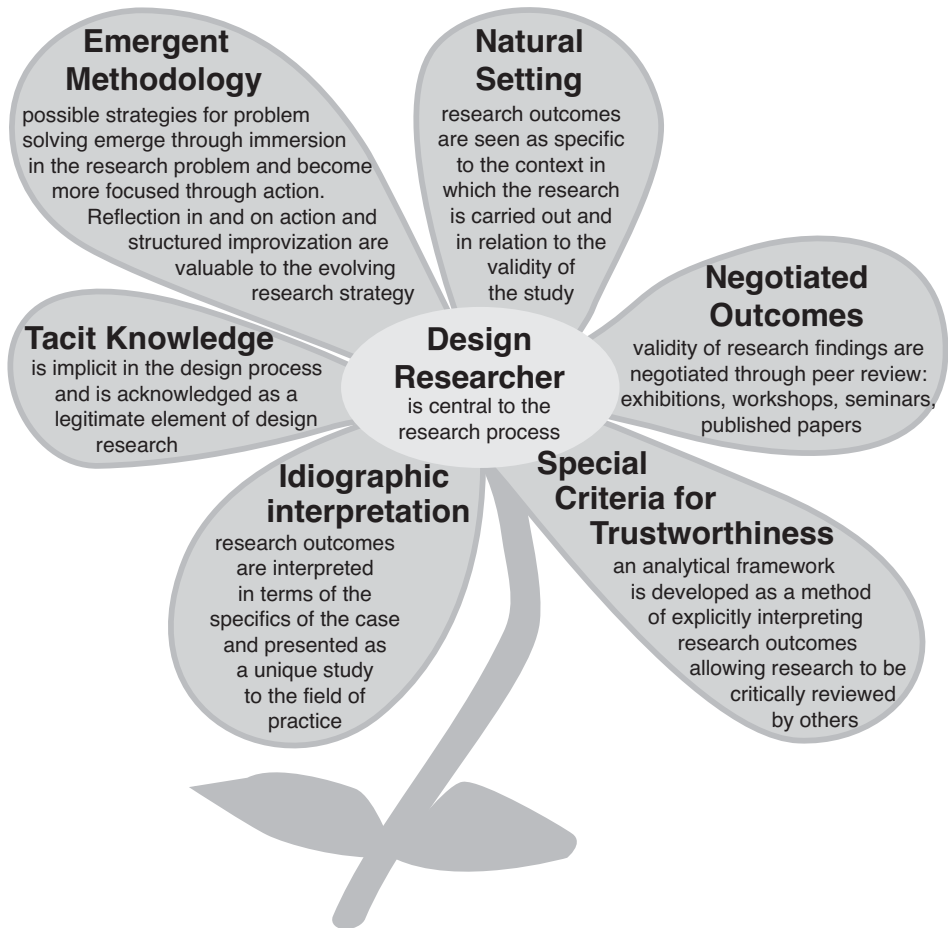 Emergent
Methodology
possible strategies for problem
solving emerge through immersion
in the research problem and become
more focused through action.
Reflection in and on action and
structured improvization are
valuable to the evolving
research strategy
Natural
Setting
research outcomes
are seen as specific
to the context in
which the research
is carried out and
in relation to the
validity of
the study
Negotiated
Outcomes
validity of research findings are
negotiated through peer review:
exhibitions, workshops, seminars,
published papers
Tacit Knowledge
is implicit in the design process
and is acknowledged as a
legitimate element of design
research
Design
Researcher
is central to the
research process
Idiographic
interpretation
research outcomes
are interpreted
in terms of the
specifics of the case
and presented as
a unique study
to the field of
practice
Special
Criteria for
Trustworthiness
an analytical framework
is developed as a method
of explicitly interpreting
research outcomes
allowing research to be
critically reviewed
by others